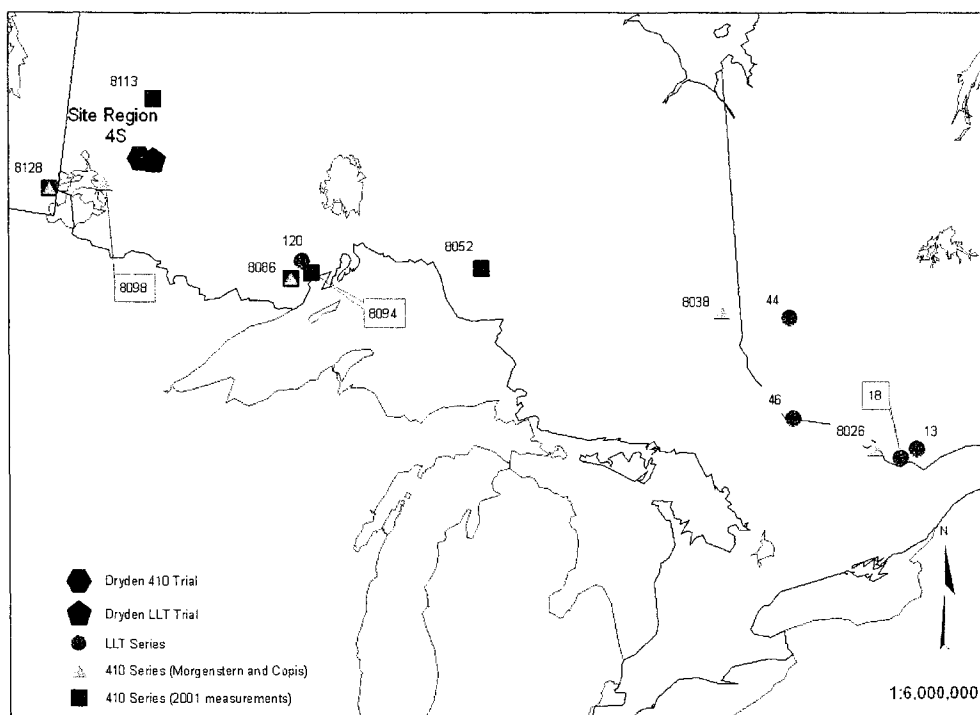 8113
Site Region
4S
8128
120
8086
8052
8098
8094
8038
44
46
18
8026
13
N
Dryden 410 Trial
Dryden LLT Trial
LLT Series
410 Series (Morgenstern and Copis)
410 Series (2001 measurements)
1:6,000,000